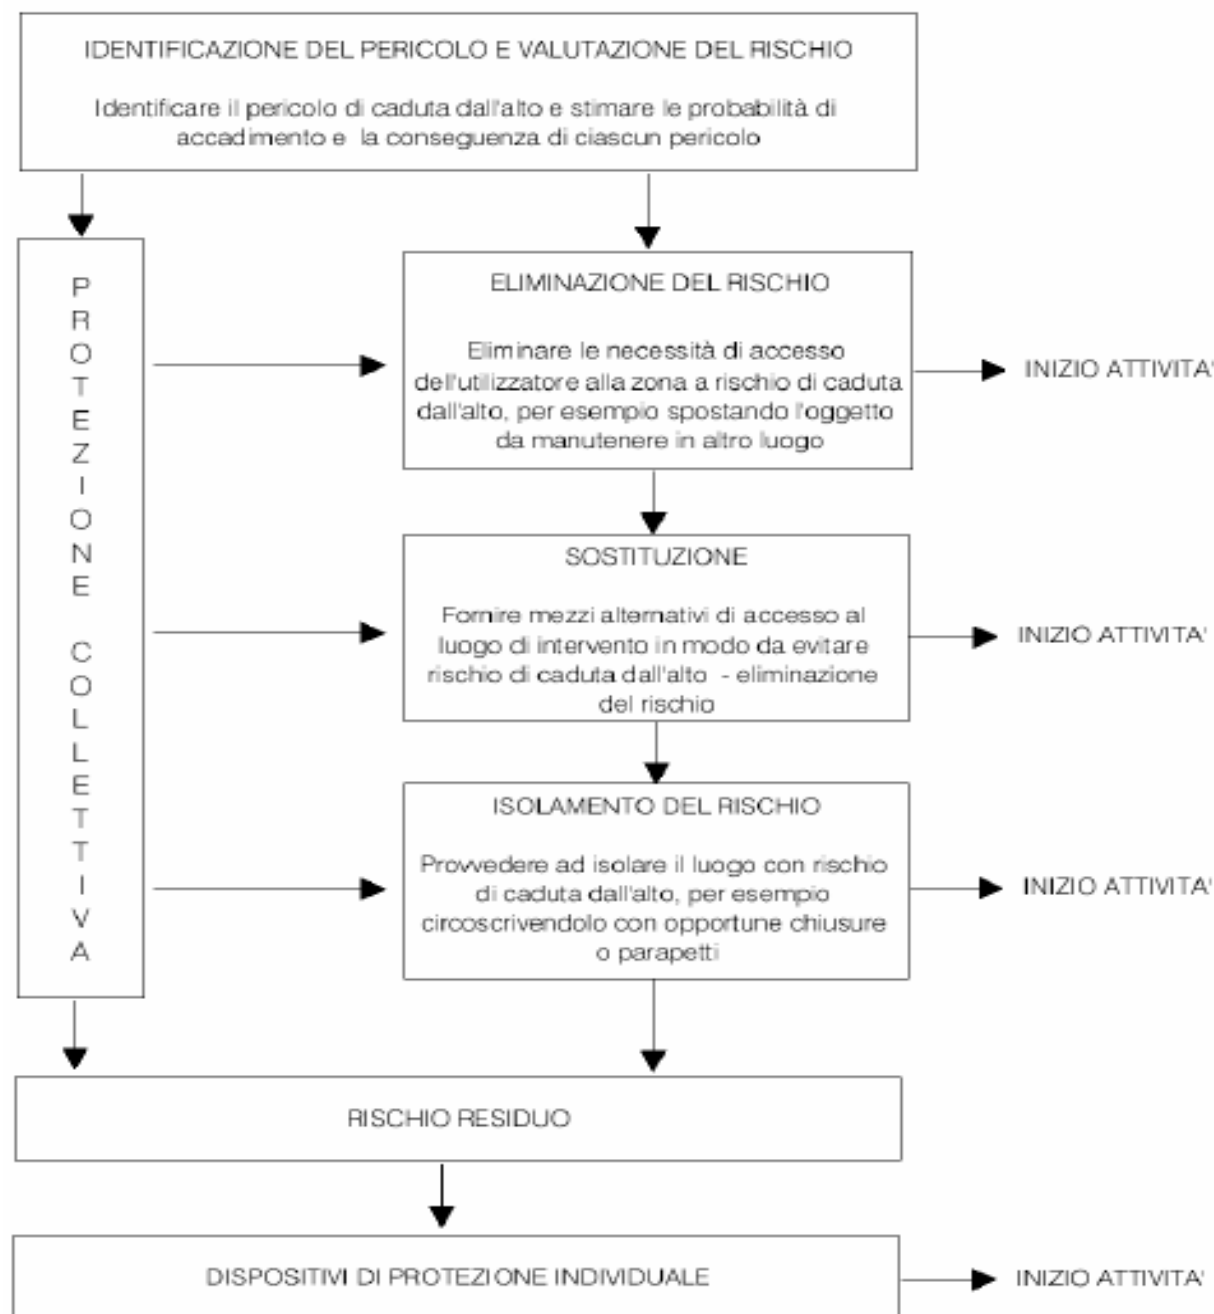 IDENTIFICAZIONE DEL PERICOLO E VALUTAZIONE DEL RISCHIO
Identificare il pericolo di caduta dall'alto e stimare le probabilità di
accadimento e la conseguenza di ciascun pericolo
PROTEZIONE COLLETTIVA
ELIMINAZIONE DEL RISCHIO
Eliminare le necessità di accesso
dell'utilizzatore alla zona a rischio di caduta
dall'alto, per esempio spostando l'oggetto
da manutenere in altro luogo
INIZIO ATTIVITA'
SOSTITUZIONE
Fornire mezzi alternativi di accesso al
luogo di intervento in modo da evitare
rischio di caduta dall'alto - eliminazione
del rischio
INIZIO ATTIVITA'
ISOLAMENTO DEL RISCHIO
Provvedere ad isolare il luogo con rischio
di caduta dall'alto, per esempio
circoscrivendolo con opportune chiusure
o parapetti
INIZIO ATTIVITA'
RISCHIO RESIDUO
DISPOSITIVI DI PROTEZIONE INDIVIDUALE
INIZIO ATTIVITA'